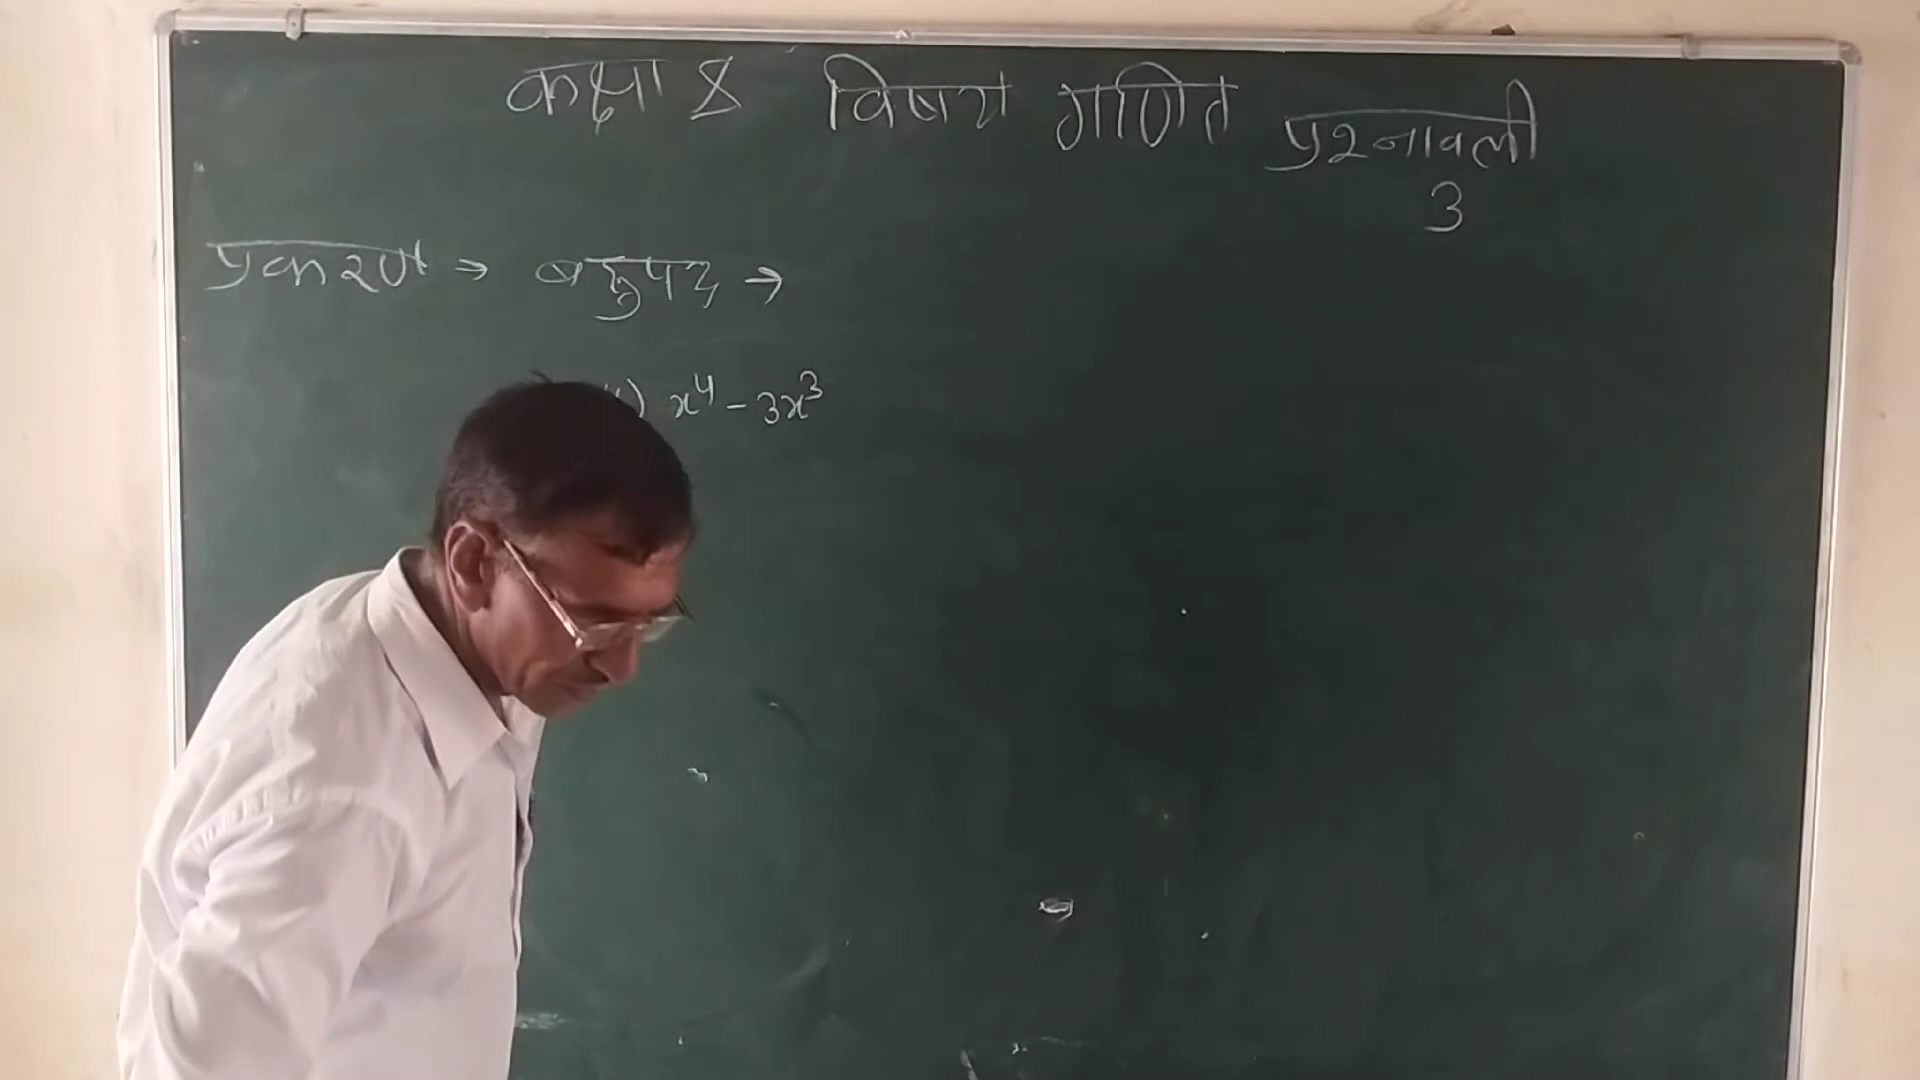 कक्षा 8 विषय गणित प्रश्नावली
3
प्रकरण → बहुपद →
) x⁴ - 3x³